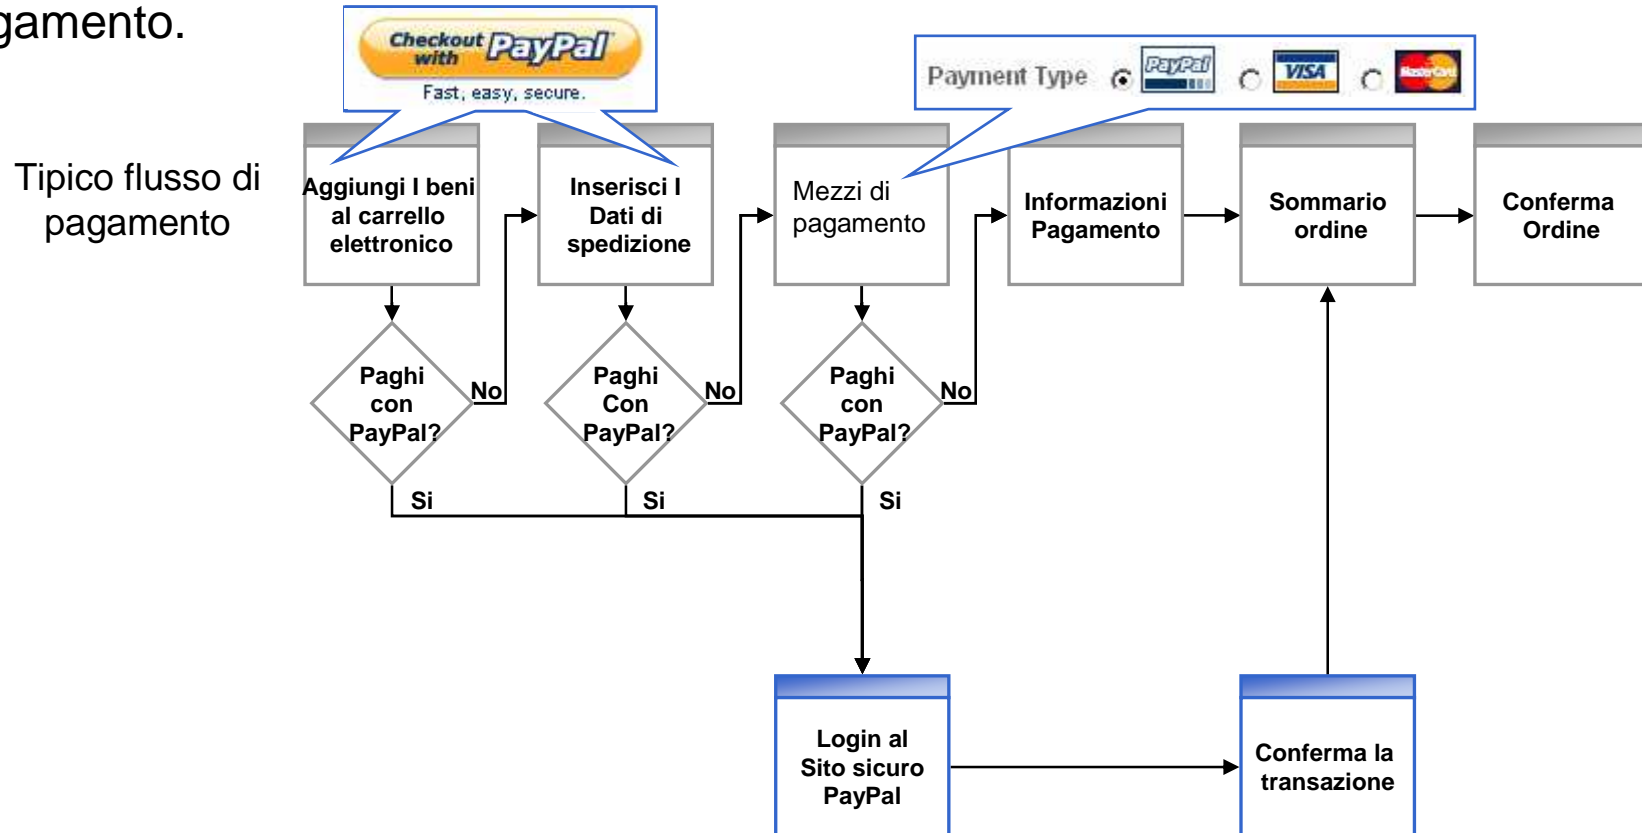 gamento.
Checkout with PayPal
Fast, easy, secure.
Payment Type PayPal VISA MasterCard
Tipico flusso di
pagamento
Aggiungi I beni
al carrello
elettronico
Inserisci I
Dati di
spedizione
Mezzi di
pagamento
Informazioni
Pagamento
Sommario
ordine
Conferma
Ordine
Paghi
con
PayPal?
No
Paghi
Con
PayPal?
No
Paghi
con
PayPal?
No
Si
Si
Si
Login al
Sito sicuro
PayPal
Conferma la
transazione